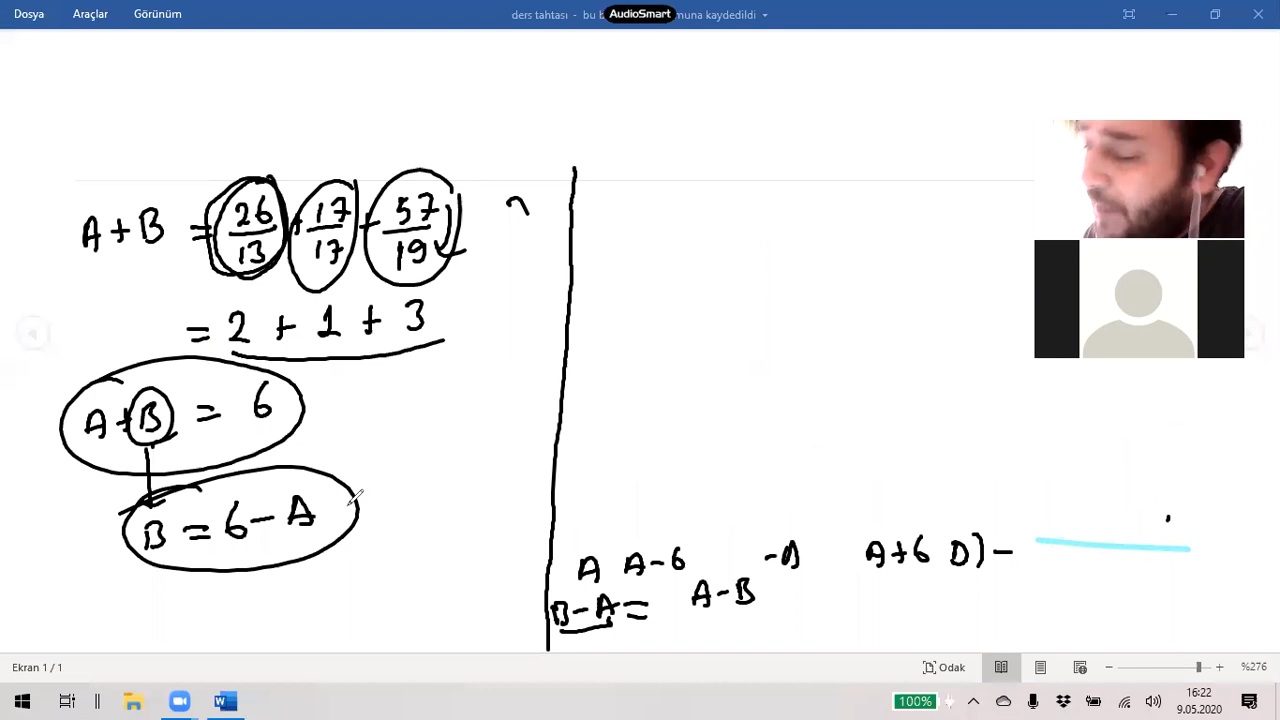 Dosya Araçlar Görünüm ders tahtası - bu b muna kaydedildi
AudioSmart
A+B = 26/13 + 17/17 + 57/19
= 2 + 1 + 3
A+B = 6
B = 6-A
A A-6 -A A+6 D) -
B-A= A-B
Ekran 1 / 1 Odak %276
100% 16:22
9.05.2020